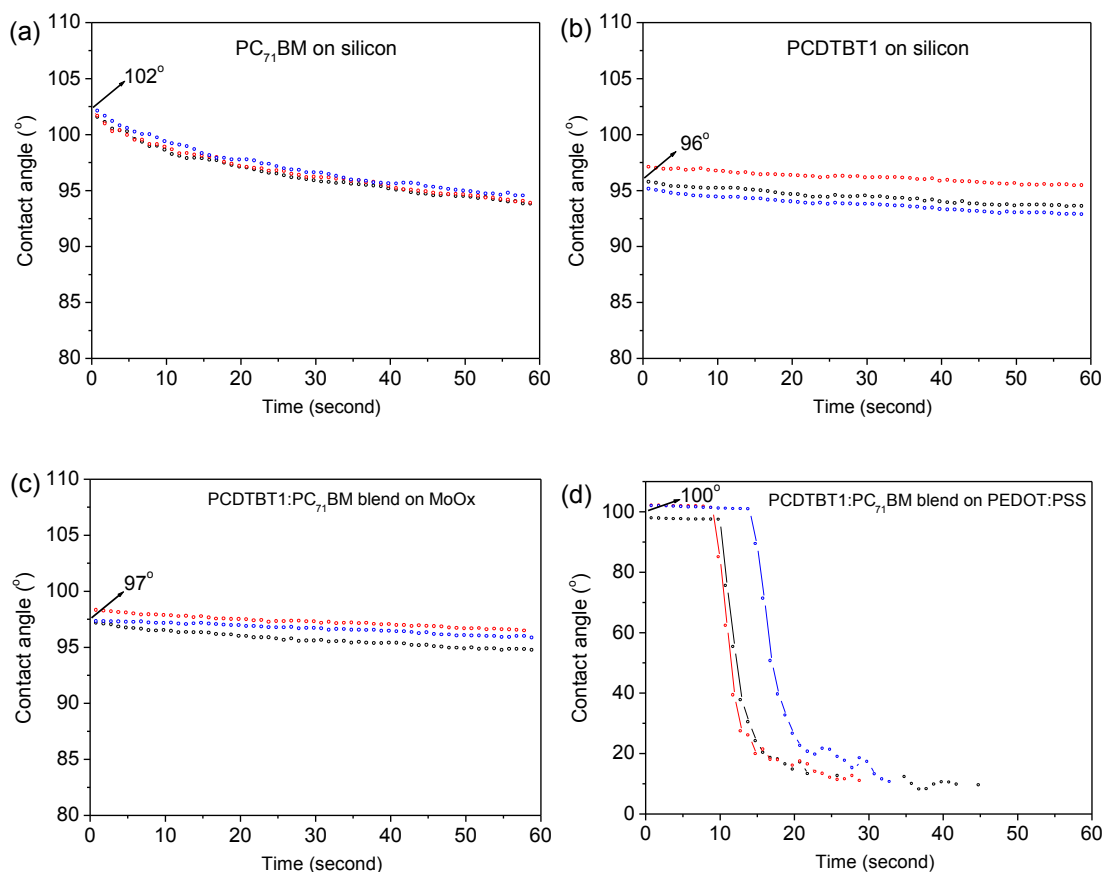 (a)
PC71BM on silicon
102°
Contact angle (°)
110
105
100
95
90
85
80
0 10 20 30 40 50 60
Time (second)
(b)
PCDTBT1 on silicon
96°
Contact angle (°)
110
105
100
95
90
85
80
0 10 20 30 40 50 60
Time (second)
(c)
PCDTBT1:PC71BM blend on MoOx
97°
Contact angle (°)
110
105
100
95
90
85
80
0 10 20 30 40 50 60
Time (second)
(d)
PCDTBT1:PC71BM blend on PEDOT:PSS
100°
Contact angle (°)
100
80
60
40
20
0
0 10 20 30 40 50 60
Time (second)